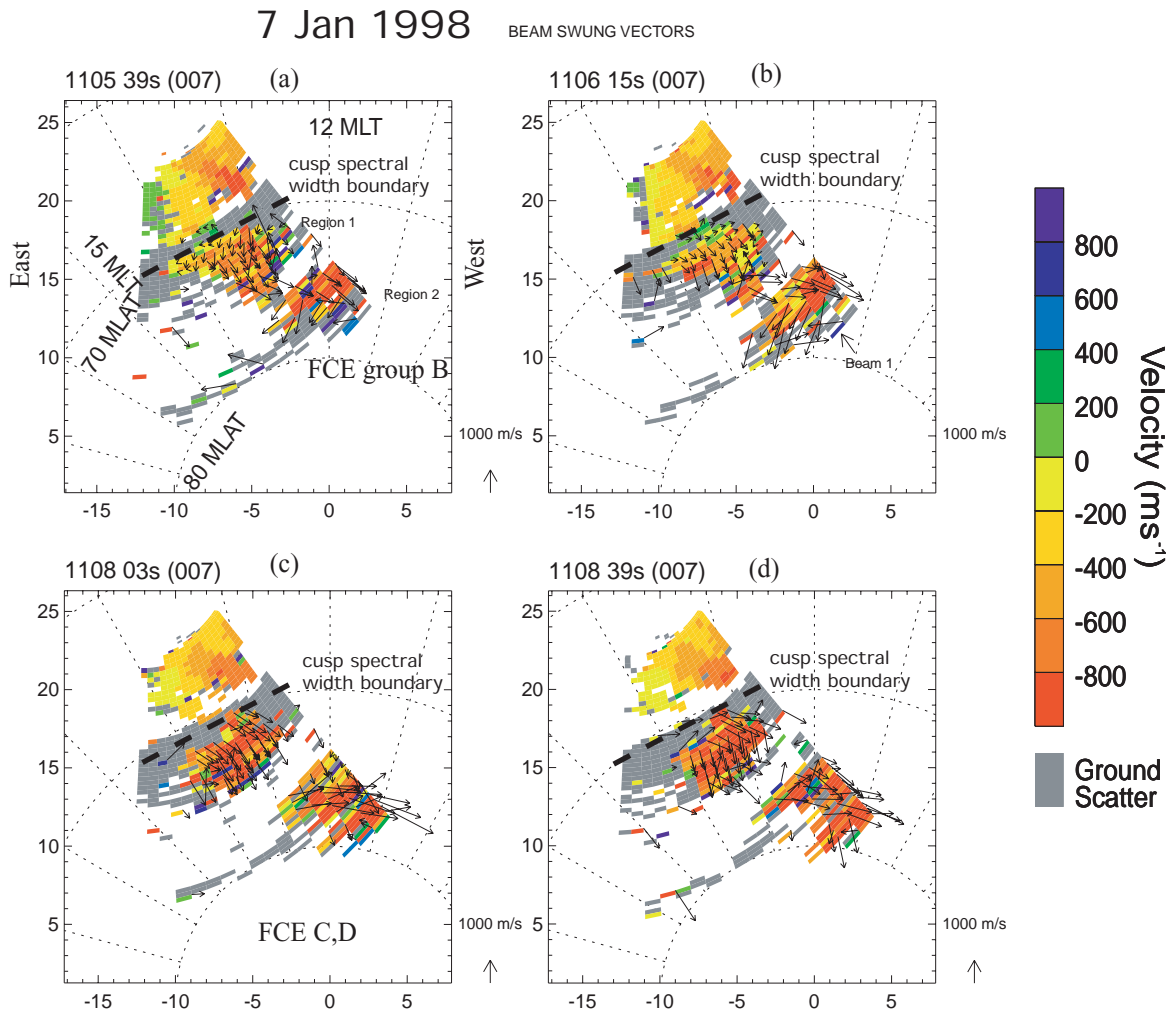 7 Jan 1998 BEAM SWUNG VECTORS
1105 39s (007) (a)
25
20
15
10
5
-15 -10 -5 0 5
East
West
12 MLT
cusp spectral
width boundary
Region 1
Region 2
15 MLT
70 MLAT
80 MLAT
FCE group B
1000 m/s
1106 15s (007) (b)
25
20
15
10
5
-15 -10 -5 0 5
cusp spectral
width boundary
Beam 1
1000 m/s
1108 03s (007) (c)
25
20
15
10
5
-15 -10 -5 0 5
cusp spectral
width boundary
FCE C,D
1000 m/s
1108 39s (007) (d)
25
20
15
10
5
-15 -10 -5 0 5
cusp spectral
width boundary
1000 m/s
800
600
400
200
0
-200
-400
-600
-800
Velocity (ms⁻¹)
Ground
Scatter